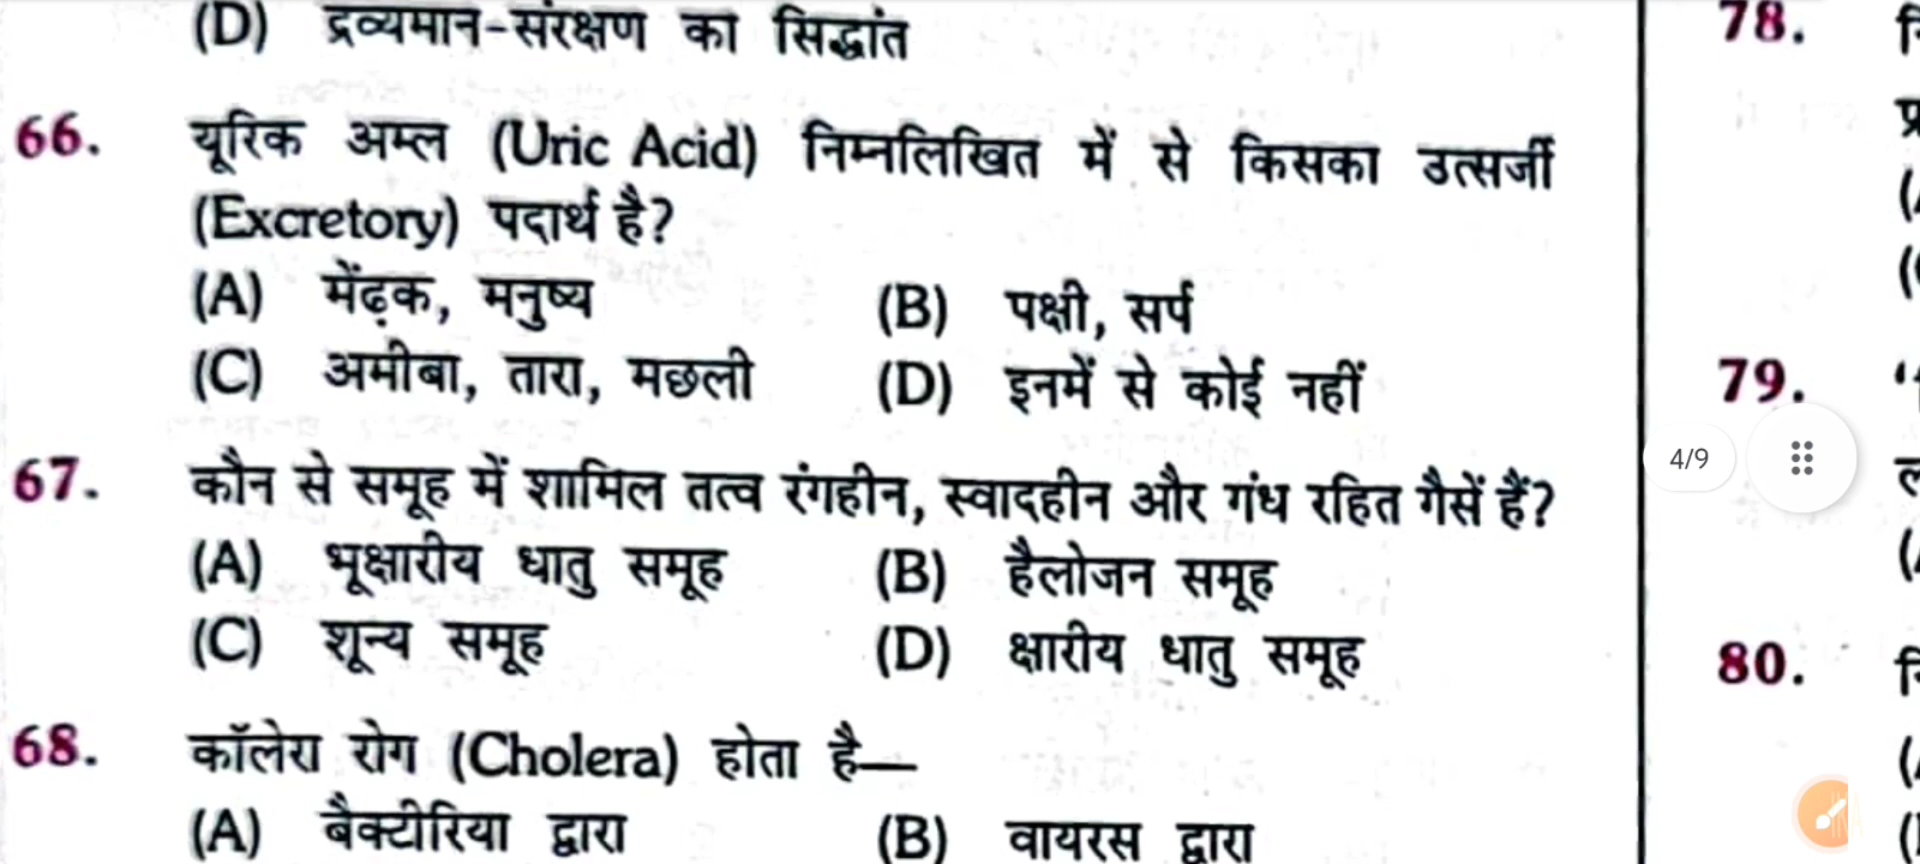 (D) द्रव्यमान-संरक्षण का सिद्धांत
66. यूरिक अम्ल (Uric Acid) निम्नलिखित में से किसका उत्सर्जी
(Excretory) पदार्थ है?
(A) मेंढ़क, मनुष्य (B) पक्षी, सर्प
(C) अमीबा, तारा, मछली (D) इनमें से कोई नहीं
67. कौन से समूह में शामिल तत्व रंगहीन, स्वादहीन और गंध रहित गैसें हैं?
(A) भूक्षारीय धातु समूह (B) हैलोजन समूह
(C) शून्य समूह (D) क्षारीय धातु समूह
68. कॉलेरा रोग (Cholera) होता है—
(A) बैक्टीरिया द्वारा (B) वायरस द्वारा
78.
79.
4/9
80.